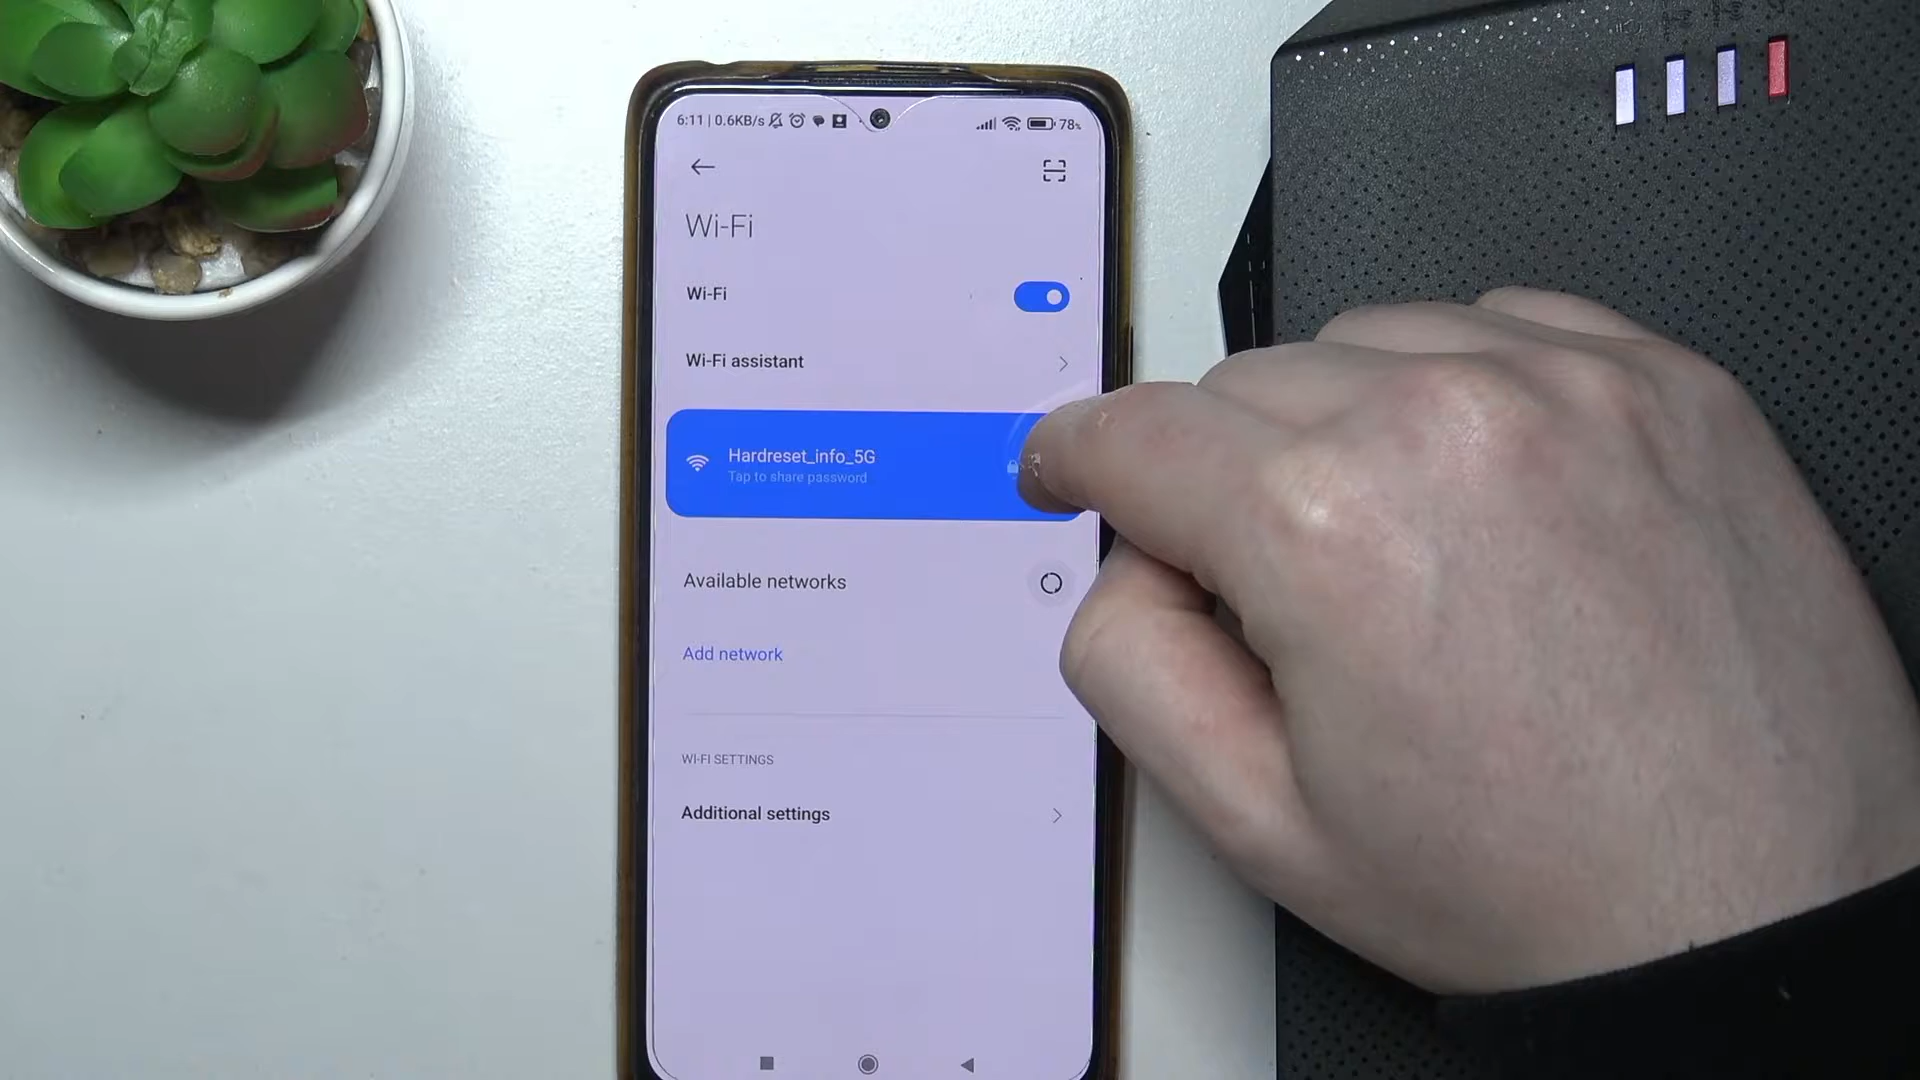 6:11 | 0.6KB/s
78%
Wi-Fi
Wi-Fi
Wi-Fi assistant
Hardreset_info_5G
Tap to share password
Available networks
Add network
WI-FI SETTINGS
Additional settings